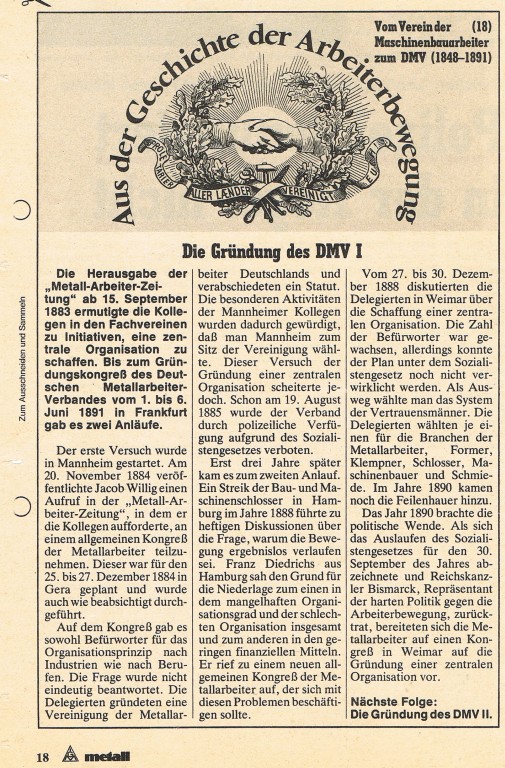 Aus der Geschichte der Arbeiterbewegung
Vom Verein der (18)
Maschinenbauarbeiter
zum DMV (1848–1891)
PROLETARIER
ALLER LÄNDER
VEREINIGT
EUCH!
Die Gründung des DMV I
Die Herausgabe der
„Metall-Arbeiter-Zei-
tung“ ab 15. September
1883 ermutigte die Kolle-
gen in den Fachvereinen
zu Initiativen, eine zen-
trale Organisation zu
schaffen. Bis zum Grün-
dungskongreß des Deut-
schen Metallarbeiter-
Verbandes vom 1. bis 6.
Juni 1891 in Frankfurt
gab es zwei Anläufe.
Der erste Versuch wurde
in Mannheim gestartet. Am
20. November 1884 veröf-
fentlichte Jacob Willig einen
Aufruf in der „Metall-Ar-
beiter-Zeitung“, in dem er
die Kollegen aufforderte, an
einem allgemeinen Kongreß
der Metallarbeiter teilzu-
nehmen. Dieser war für den
25. bis 27. Dezember 1884 in
Gera geplant und wurde
auch wie beabsichtigt durch-
geführt.
Auf dem Kongreß gab es
sowohl Befürworter für das
Organisationsprinzip nach
Industrien wie nach Beru-
fen. Die Frage wurde nicht
eindeutig beantwortet. Die
Delegierten gründeten eine
Vereinigung der Metallar-
beiter Deutschlands und
verabschiedeten ein Statut.
Die besonderen Aktivitäten
der Mannheimer Kollegen
wurden dadurch gewürdigt,
daß man Mannheim zum
Sitz der Vereinigung wähl-
te. Dieser Versuch der
Gründung einer zentralen
Organisation scheiterte je-
doch. Schon am 19. August
1885 wurde der Verband
durch polizeiliche Verfü-
gung aufgrund des Soziali-
stengesetzes verboten.
Erst drei Jahre später
kam es zum zweiten Anlauf.
Ein Streik der Bau- und Ma-
schinenschlosser in Ham-
burg im Jahre 1888 führte zu
heftigen Diskussionen über
die Frage, warum die Bewe-
gung ergebnislos verlaufen
sei. Franz Diedrichs aus
Hamburg sah den Grund für
die Niederlage zum einen in
dem mangelhaften Organi-
sationsgrad und der schlech-
ten Organisation insgesamt
und zum anderen in den ge-
ringen finanziellen Mitteln.
Er rief zu einem neuen all-
gemeinen Kongreß der Me-
tallarbeiter auf, der sich mit
diesen Problemen beschäfti-
gen sollte.
Vom 27. bis 30. Dezem-
ber 1888 diskutierten die
Delegierten in Weimar über
die Schaffung einer zentra-
len Organisation. Die Zahl
der Befürworter war ge-
wachsen, allerdings konnte
der Plan unter dem Soziali-
stengesetz noch nicht ver-
wirklicht werden. Als Aus-
weg wählte man das System
der Vertrauensmänner. Die
Delegierten wählten je ei-
nen für die Branchen der
Metallarbeiter, Former,
Klempner, Schlosser, Ma-
schinenbauer und Schmie-
de. Im Jahre 1890 kamen
noch die Feilenhauer hinzu.
Das Jahr 1890 brachte die
politische Wende. Als sich
das Auslaufen des Soziali-
stengesetzes für den 30.
September des Jahres ab-
zeichnete und Reichskanz-
ler Bismarck, Repräsentant
der harten Politik gegen die
Arbeiterbewegung, zurück-
trat, bereiteten sich die Me-
tallarbeiter auf einen Kon-
greß in Weimar auf die
Gründung einer zentralen
Organisation vor.
Nächste Folge:
Die Gründung des DMV II.
Zum Ausschneiden und Sammeln
18 metall